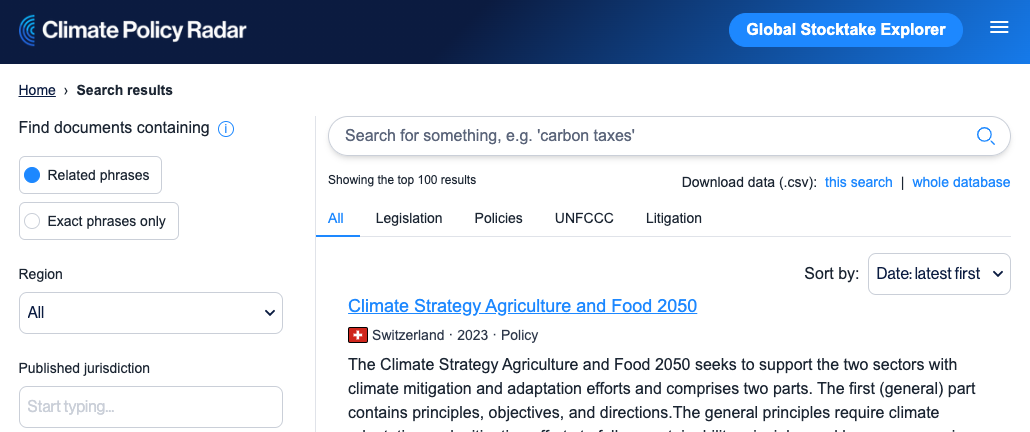 Climate Policy Radar
Global Stocktake Explorer
Home › Search results
Find documents containing
Related phrases
Exact phrases only
Region
All
Published jurisdiction
Start typing...
Search for something, e.g. 'carbon taxes'
Showing the top 100 results
Download data (.csv): this search | whole database
All Legislation Policies UNFCCC Litigation
Sort by: Date: latest first
Climate Strategy Agriculture and Food 2050
Switzerland · 2023 · Policy
The Climate Strategy Agriculture and Food 2050 seeks to support the two sectors with
climate mitigation and adaptation efforts and comprises two parts. The first (general) part
contains principles, objectives, and directions.The general principles require climate